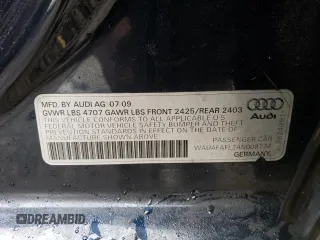 MFD. BY AUDI AG 07 09
GVWR LBS 4707 GAWR LBS FRONT 2425/REAR 2403
THIS VEHICLE CONFORMS TO ALL APPLICABLE U.S.
FEDERAL MOTOR VEHICLE SAFETY BUMPER AND THEFT
PREVENTION STANDARDS IN EFFECT ON THE DATE OF
MANUFACTURE SHOWN ABOVE
Audi
PASSENGER CAR
GERMANY
DREAMBID